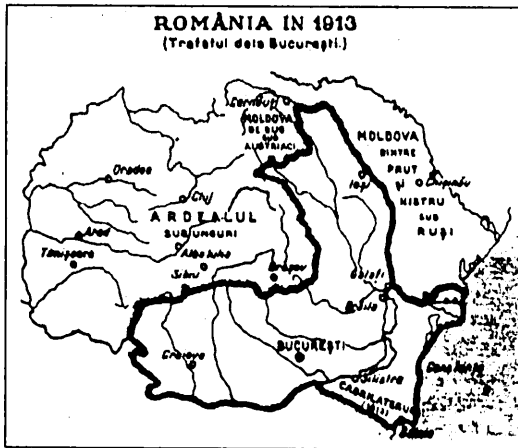 ROMÂNIA IN 1913
(Tratatul dela București.)
Cernăuți
MOLDOVA
DE SUS
SUB
AUSTRIACI
MOLDOVA
DINTRE
PRUT
ȘI
NISTRU
SUB
RUȘI
Chișinău
Iași
Oradea
Cluj
ARDEALUL
SUB UNGURI
Arad
Timișoara
Alba Iulia
Sibiu
Brașov
Galați
Brăila
BUCUREȘTI
Craiova
Silistra
CADRILATERUL
Constanța